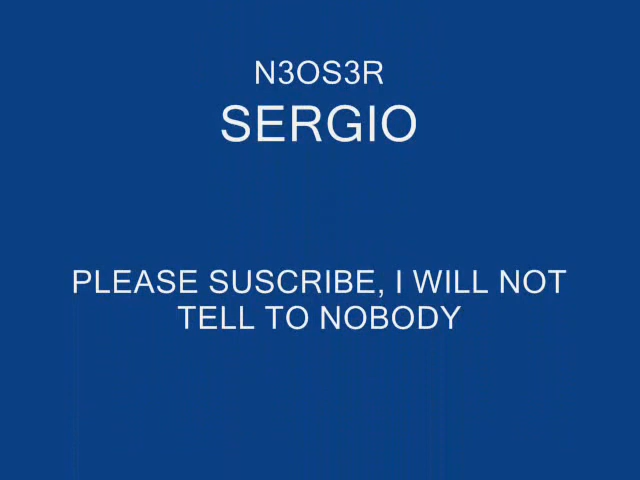 N3OS3R
SERGIO
PLEASE SUSCRIBE, I WILL NOT
TELL TO NOBODY